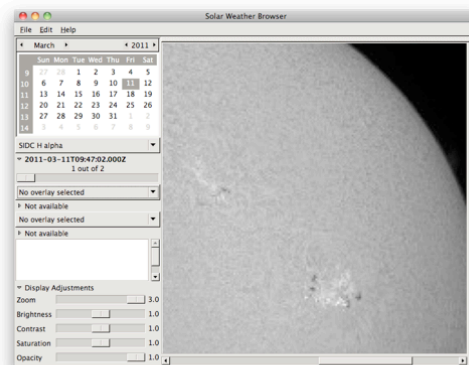 Solar Weather Browser
File Edit Help
March 2011
Sun Mon Tue Wed Thu Fri Sat
9 27 28 1 2 3 4 5
10 6 7 8 9 10 11 12
11 13 14 15 16 17 18 19
12 20 21 22 23 24 25 26
13 27 28 29 30 31 1 2
14 3 4 5 6 7 8 9
SIDC H alpha
2011-03-11T09:47:02.000Z
1 out of 2
No overlay selected
Not available
No overlay selected
Not available
Display Adjustments
Zoom 3.0
Brightness 1.0
Contrast 1.0
Saturation 1.0
Opacity 1.0